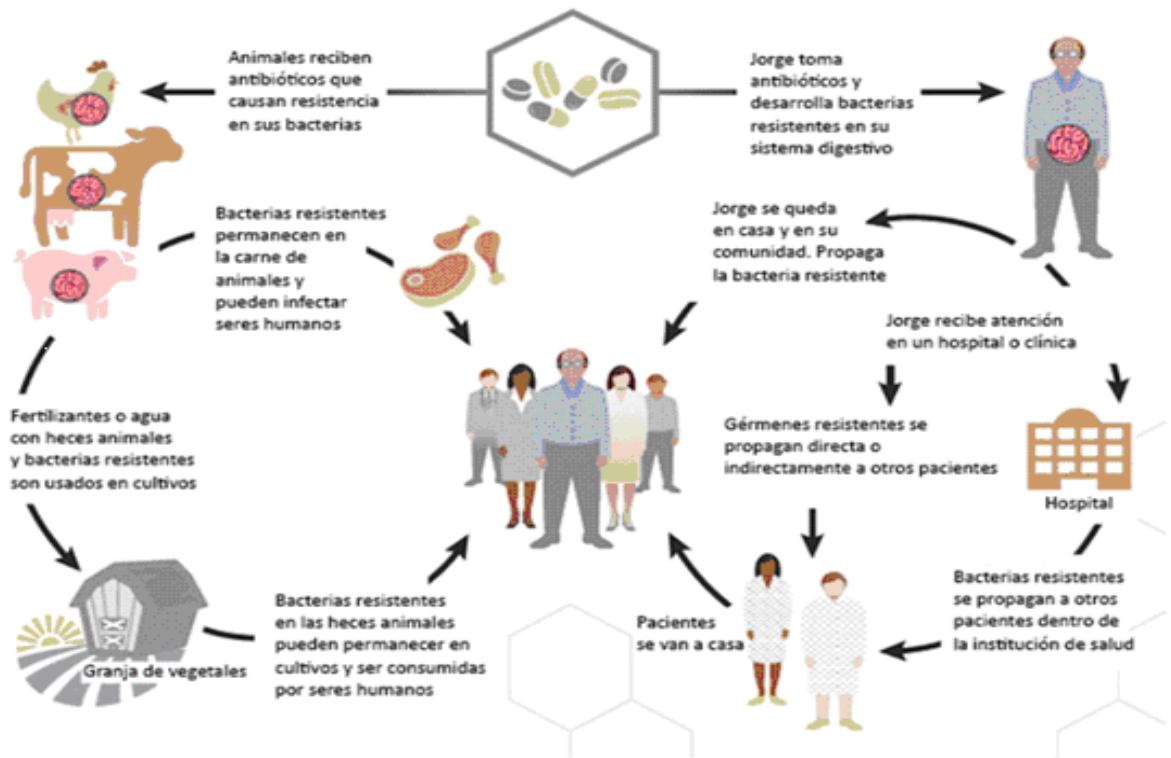 Animales reciben
antibióticos que
causan resistencia
en sus bacterias
Jorge toma
antibióticos y
desarrolla bacterias
resistentes en su
sistema digestivo
Bacterias resistentes
permanecen en
la carne de
animales y
pueden infectar
seres humanos
Jorge se queda
en casa y en su
comunidad. Propaga
la bacteria resistente
Jorge recibe atención
en un hospital o clínica
Fertilizantes o agua
con heces animales
y bacterias resistentes
son usados en cultivos
Gérmenes resistentes se
propagan directa o
indirectamente a otros pacientes
Hospital
Granja de vegetales
Bacterias resistentes
en las heces animales
pueden permanecer en
cultivos y ser consumidas
por seres humanos
Pacientes
se van a casa
Bacterias resistentes
se propagan a otros
pacientes dentro de
la institución de salud